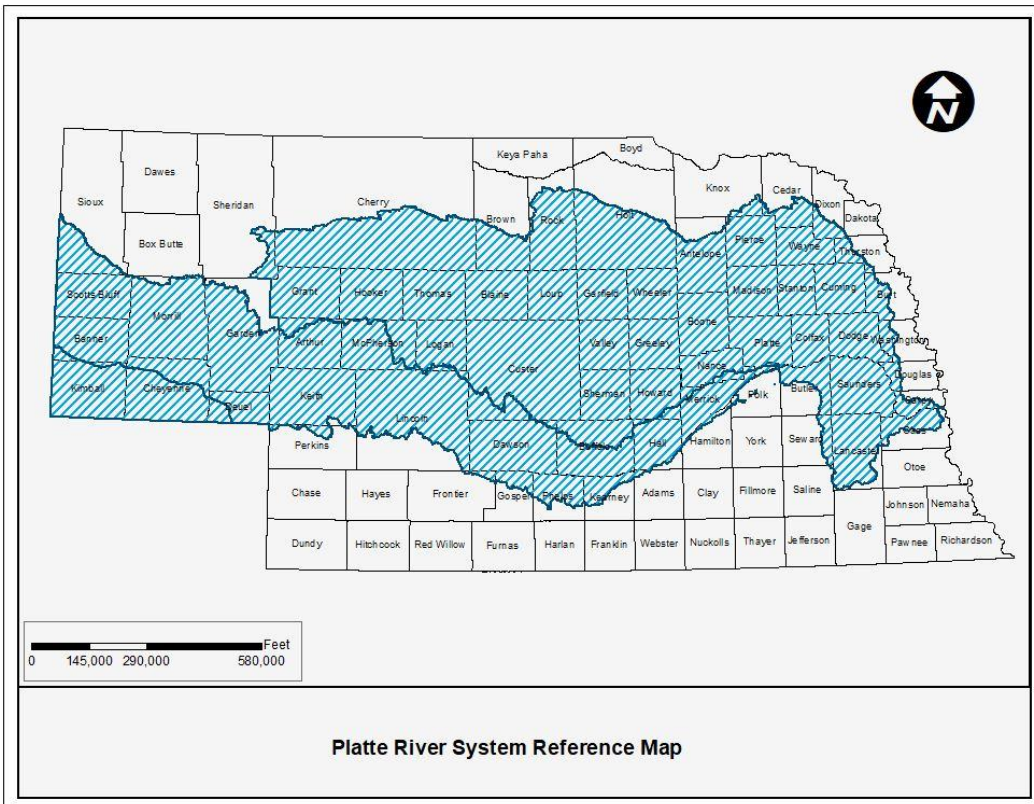 N
Keya Paha
Boyd
Dawes
Knox
Cedar
Sioux
Sheridan
Cherry
Dixon
Brown
Rock
Holt
Dakota
Box Butte
Pierce
Wayne
Thurston
Antelope
Scotts Bluff
Grant
Hooker
Thomas
Blaine
Loup
Garfield
Wheeler
Madison
Stanton
Cuming
Burt
Morrill
Boone
Garden
Banner
Arthur
McPherson
Logan
Valley
Greeley
Platte
Colfax
Dodge
Washington
Custer
Nance
Kimball
Cheyenne
Keith
Sherman
Howard
Merrick
Polk
Butler
Saunders
Douglas
Sarpy
Deuel
Lincoln
Cass
Perkins
Dawson
Buffalo
Hall
Hamilton
York
Seward
Lancaster
Otoe
Chase
Hayes
Frontier
Gosper
Phelps
Kearney
Adams
Clay
Fillmore
Saline
Johnson
Nemaha
Gage
Dundy
Hitchcock
Red Willow
Furnas
Harlan
Franklin
Webster
Nuckolls
Thayer
Jefferson
Pawnee
Richardson
Feet
0 145,000 290,000 580,000
Platte River System Reference Map